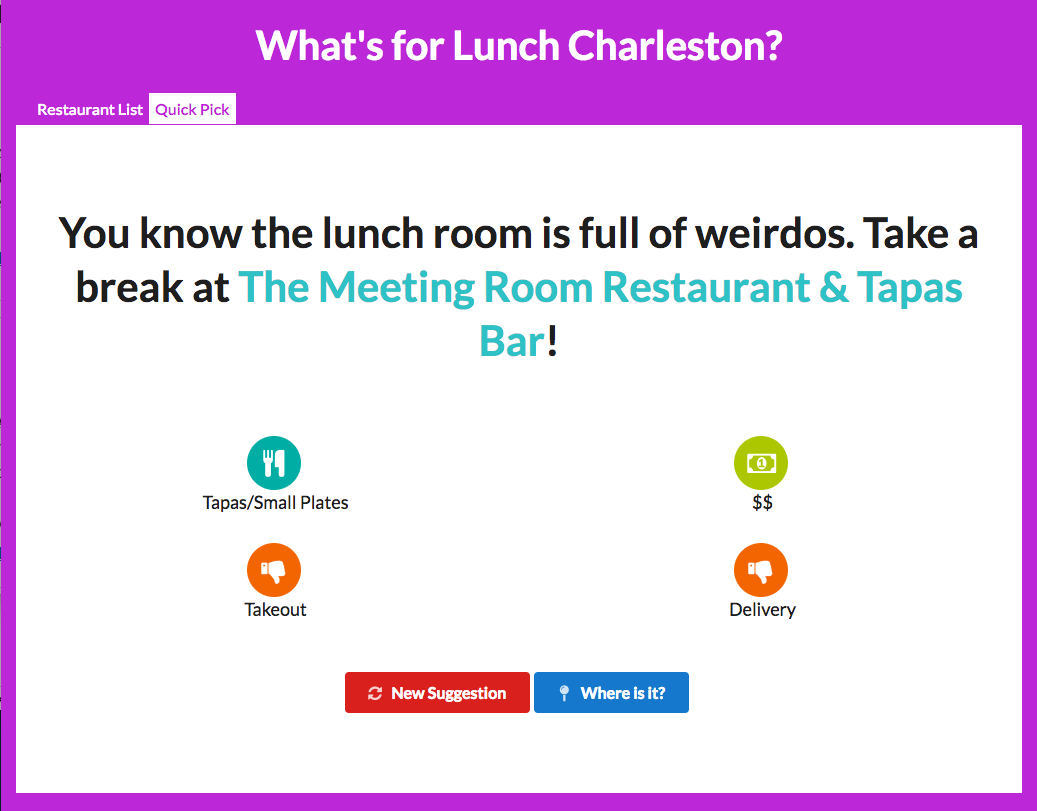 What's for Lunch Charleston?
Restaurant List Quick Pick
You know the lunch room is full of weirdos. Take a
break at The Meeting Room Restaurant & Tapas
Bar!
Tapas/Small Plates $$
Takeout Delivery
New Suggestion Where is it?